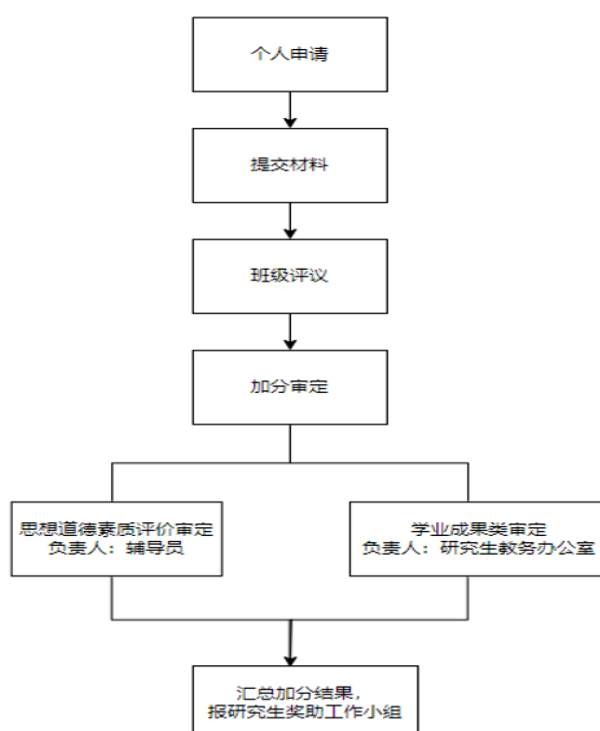 个人申请
提交材料
班级评议
加分审定
思想道德素质评价审定
负责人：辅导员
学业成果类审定
负责人：研究生教务办公室
汇总加分结果，
报研究生奖助工作小组